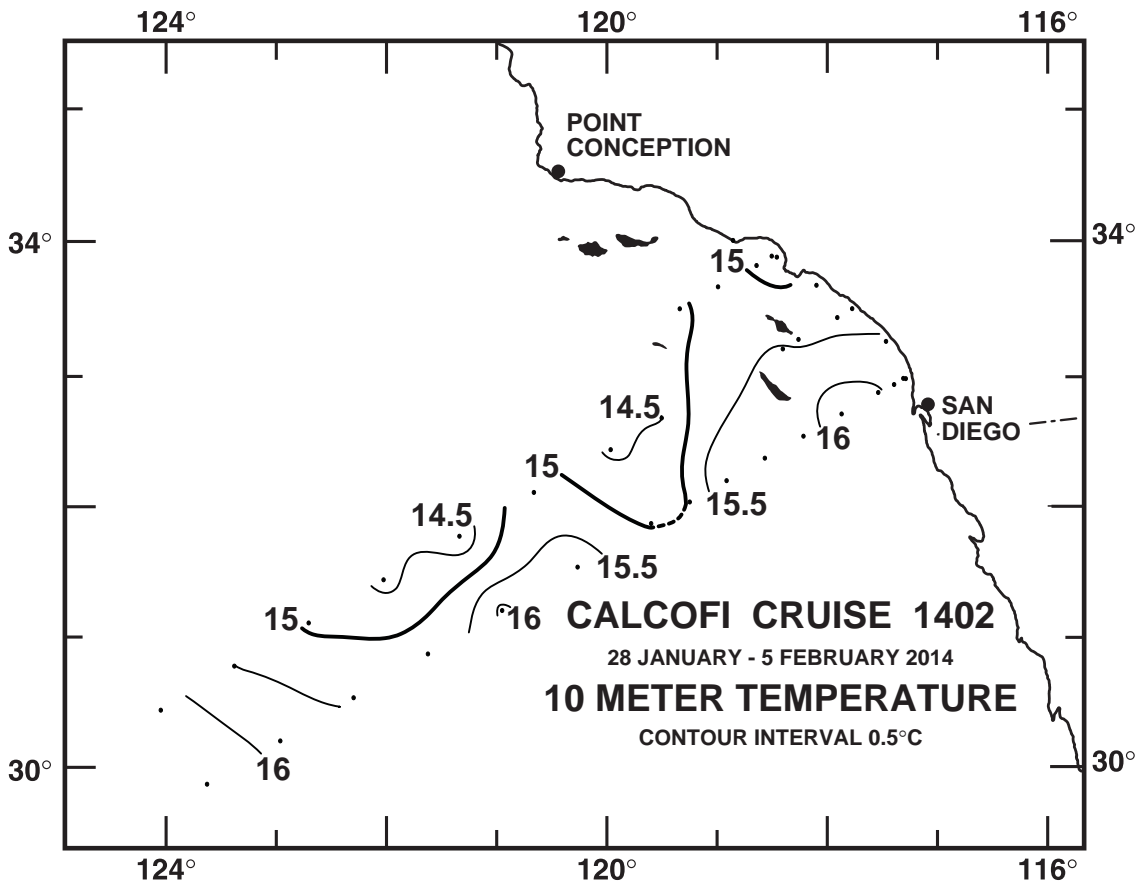 124° 120° 116°
POINT
CONCEPTION
34° 34°
15
14.5
SAN
DIEGO
16
15
15.5
14.5
15.5
16 CALCOFI CRUISE 1402
15
28 JANUARY - 5 FEBRUARY 2014
10 METER TEMPERATURE
CONTOUR INTERVAL 0.5°C
16
30° 30°
124° 120° 116°